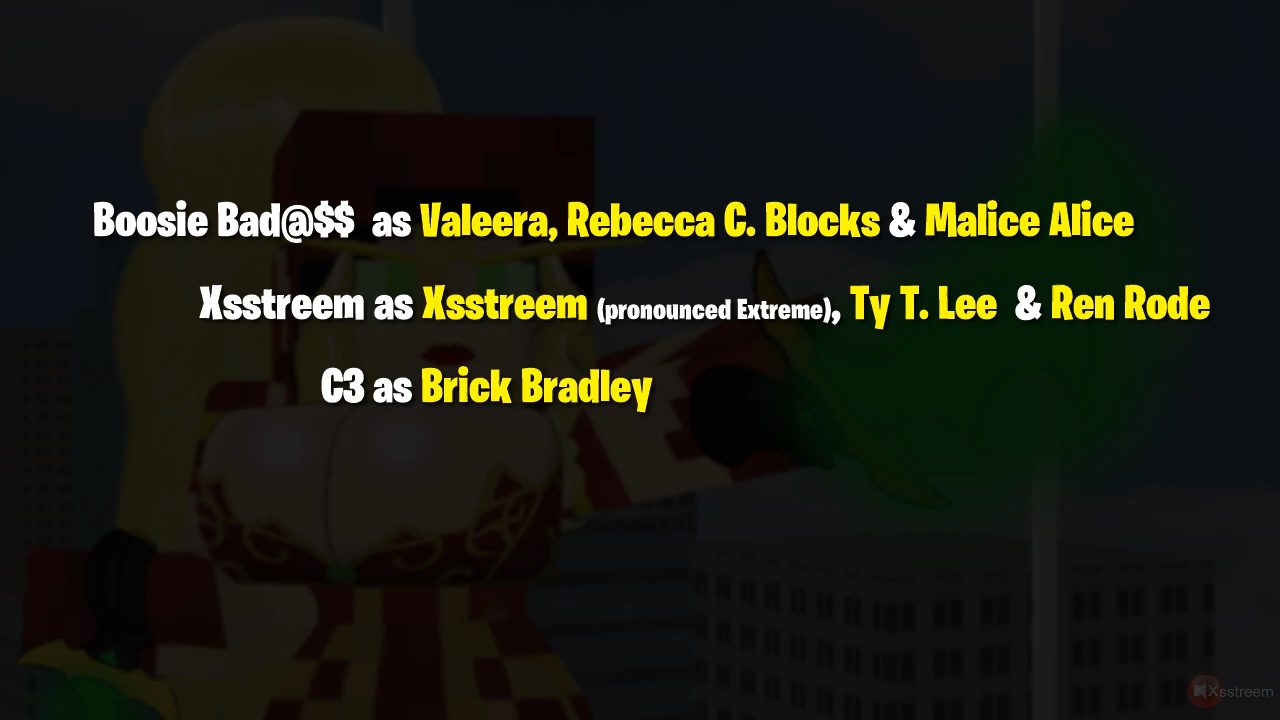 Boosie Bad@$$ as Valeera, Rebecca C. Blocks & Malice Alice
Xsstreem as Xsstreem (pronounced Extreme), Ty T. Lee & Ren Rode
C3 as Brick Bradley
Xsstreem